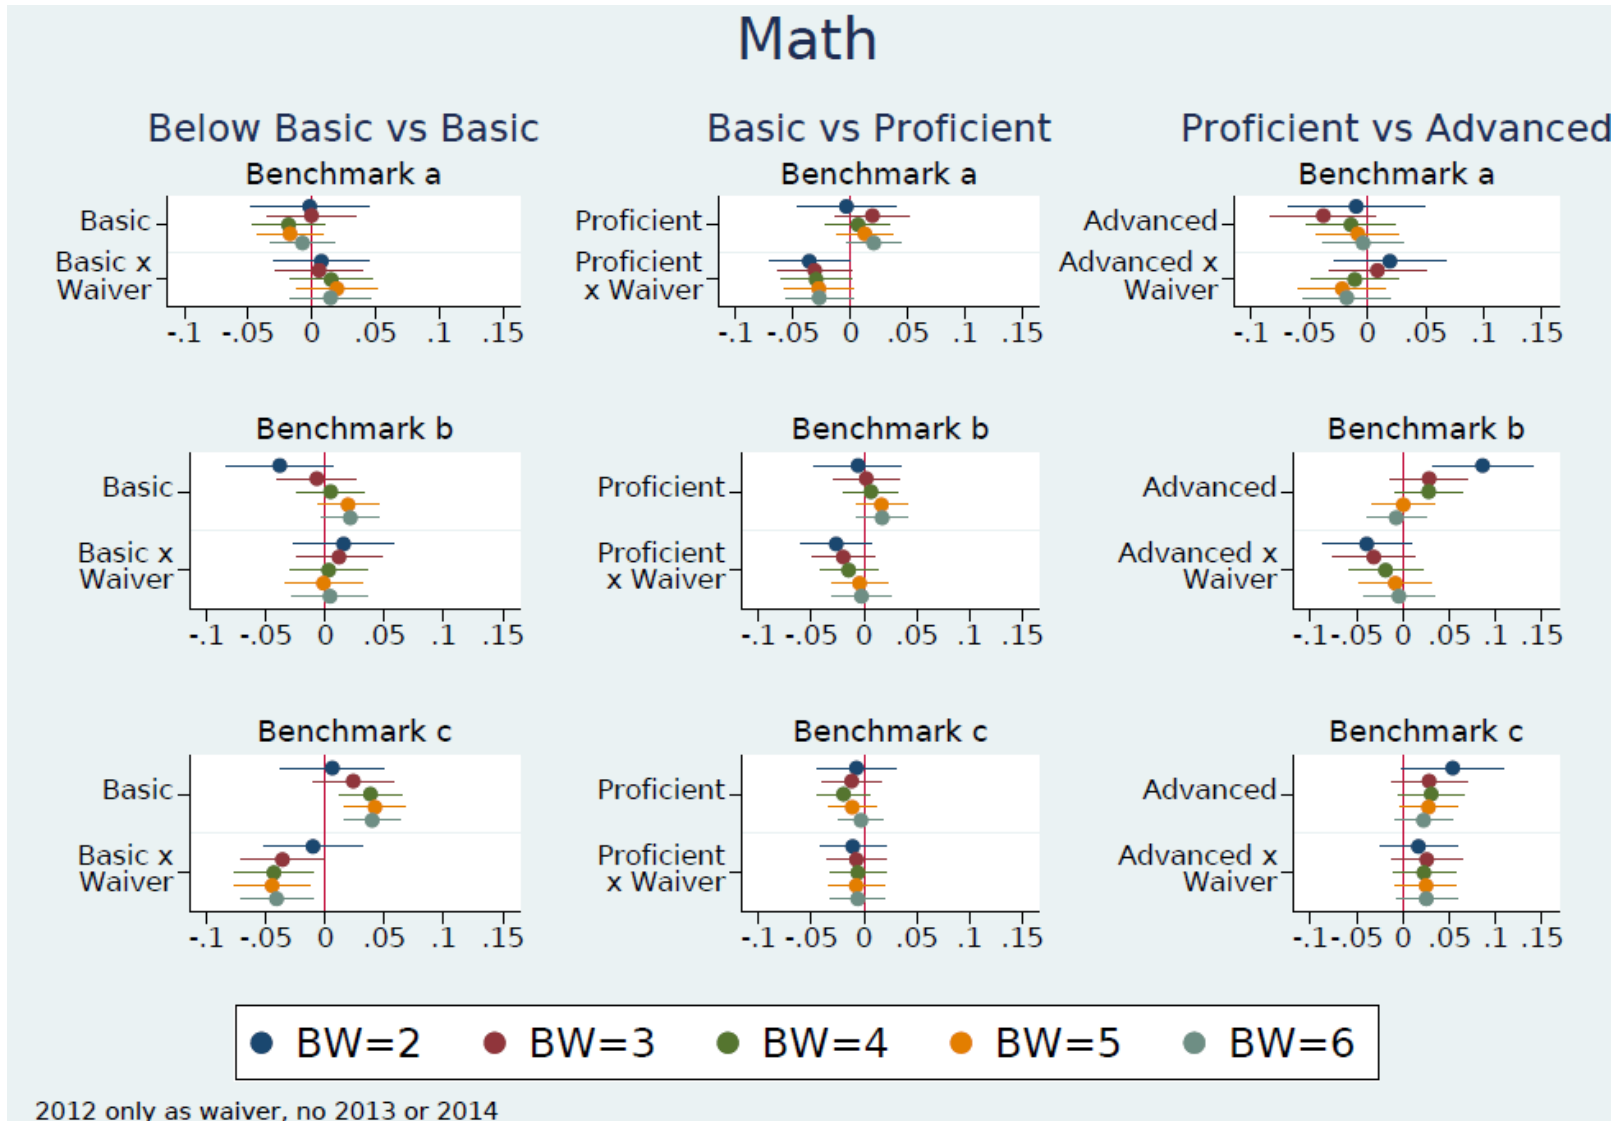 Math
Below Basic vs Basic
Basic vs Proficient
Proficient vs Advanced
Benchmark a
Basic
Basic x
Waiver
-.1 -.05 0 .05 .1 .15
Benchmark a
Proficient
Proficient
x Waiver
-.1 -.05 0 .05 .1 .15
Benchmark a
Advanced
Advanced x
Waiver
-.1 -.05 0 .05 .1 .15
Benchmark b
Basic
Basic x
Waiver
-.1 -.05 0 .05 .1 .15
Benchmark b
Proficient
Proficient
x Waiver
-.1 -.05 0 .05 .1 .15
Benchmark b
Advanced
Advanced x
Waiver
-.1 -.05 0 .05 .1 .15
Benchmark c
Basic
Basic x
Waiver
-.1 -.05 0 .05 .1 .15
Benchmark c
Proficient
Proficient
x Waiver
-.1 -.05 0 .05 .1 .15
Benchmark c
Advanced
Advanced x
Waiver
-.1 -.05 0 .05 .1 .15
BW=2 BW=3 BW=4 BW=5 BW=6
2012 only as waiver, no 2013 or 2014